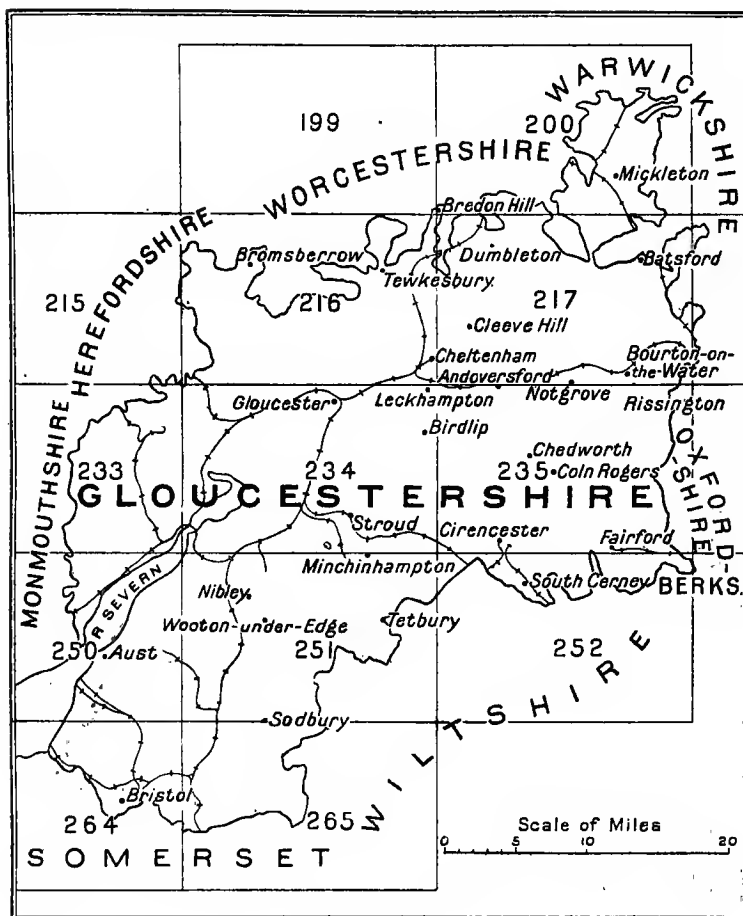 199
200
WARWICKSHIRE
WORCESTERSHIRE
HEREFORDSHIRE
MONMOUTHSHIRE
Mickleton
Bredon Hill
Bromsberrow
Dumbleton
Batsford
Tewkesbury
215
216
217
Cleeve Hill
Cheltenham
Bourton-on-
the-Water
Andoversford
Gloucester
Leckhampton
Notgrove
Rissington
Birdlip
Chedworth
233
234
235
Coln Rogers
OXFORD-
SHIRE
GLOUCESTERSHIRE
Stroud
Cirencester
Fairford
Minchinhampton
South Cerney
BERKS.
R SEVERN
Nibley
Wooton-under-Edge
Tetbury
250
Aust
251
252
WILTSHIRE
Sodbury
Bristol
264
265
SOMERSET
Scale of Miles
0 5 10 20